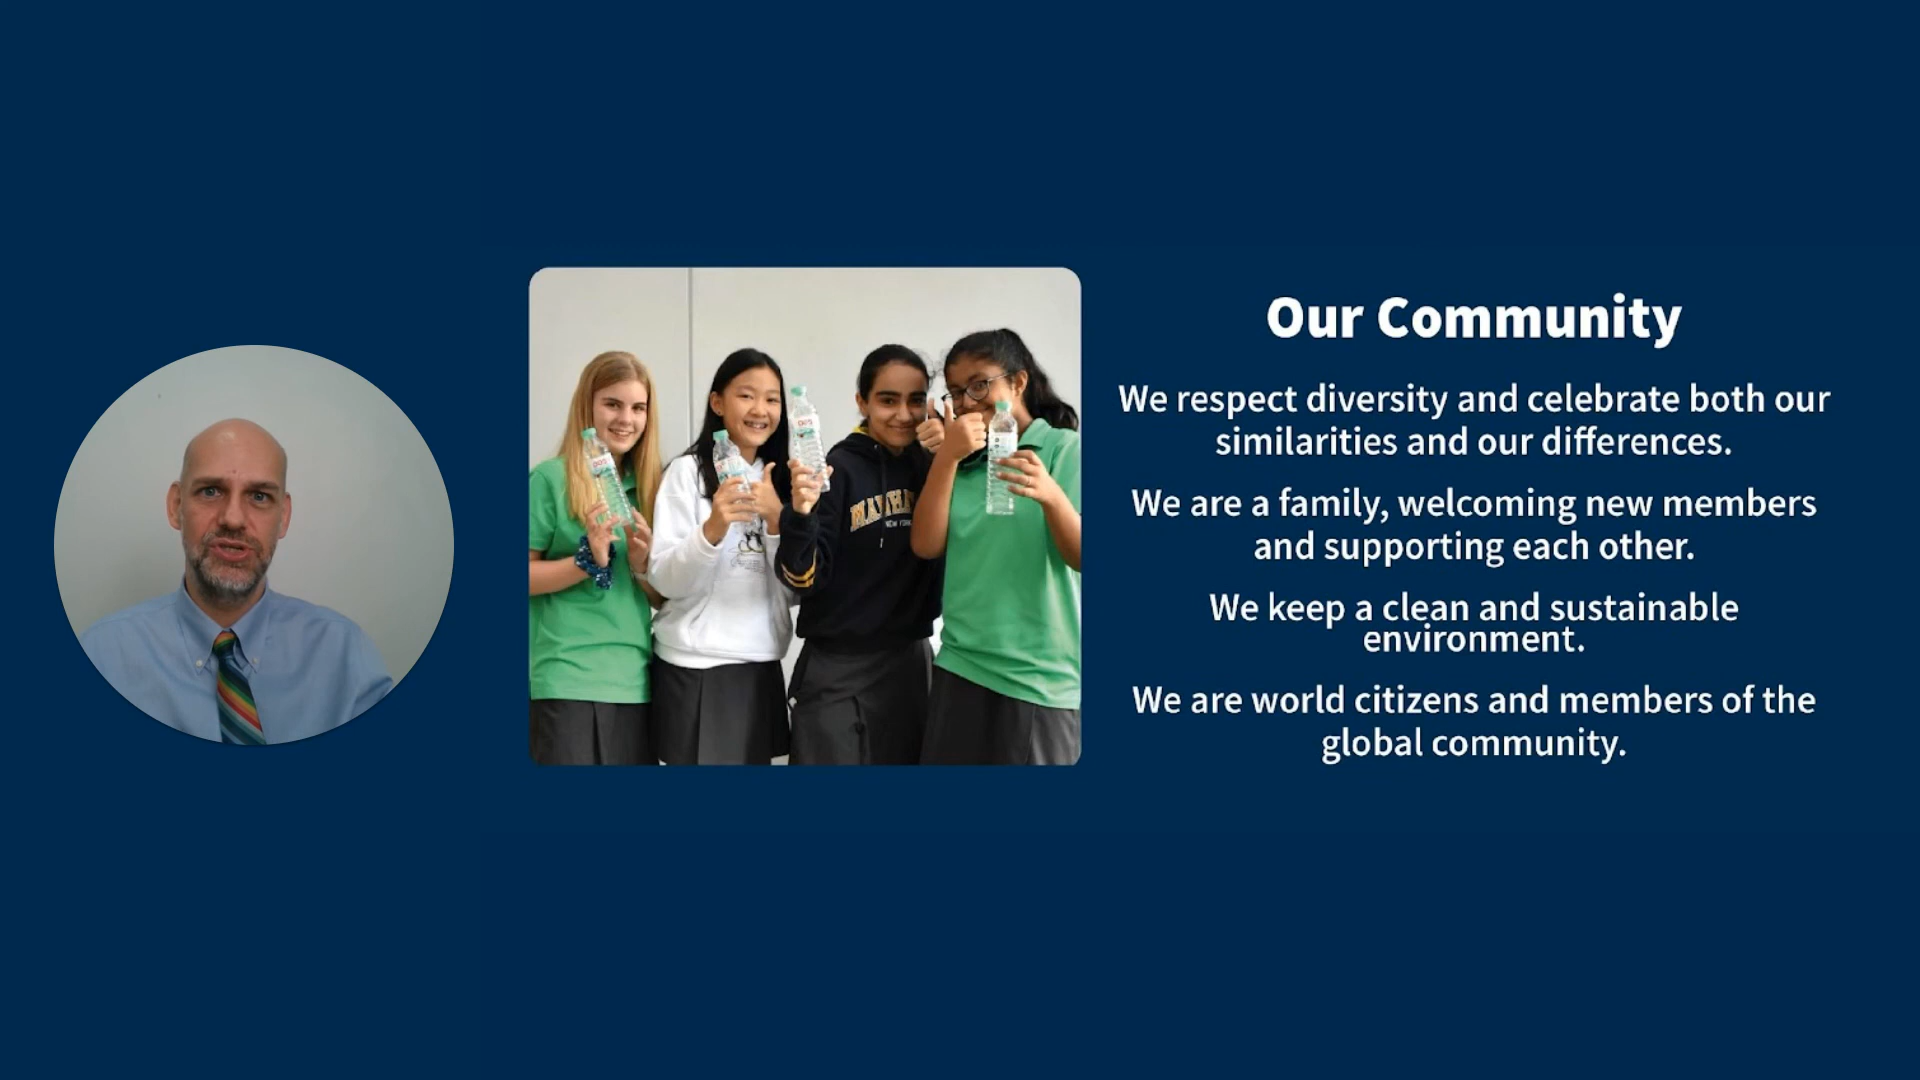 Our Community
We respect diversity and celebrate both our
similarities and our differences.
We are a family, welcoming new members
and supporting each other.
We keep a clean and sustainable
environment.
We are world citizens and members of the
global community.